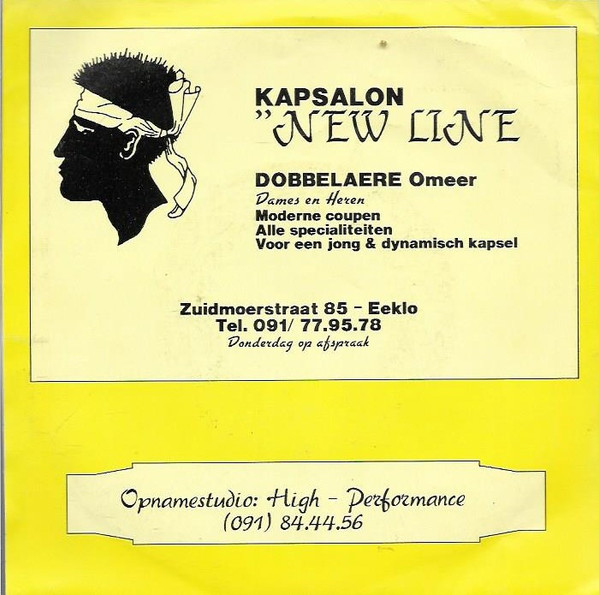 KAPSALON
"NEW LINE
DOBBELAERE Omeer
Dames en Heren
Moderne coupen
Alle specialiteiten
Voor een jong & dynamisch kapsel
Zuidmoerstraat 85 - Eeklo
Tel. 091/ 77.95.78
Donderdag op afspraak
Opnamestudio: High - Performance
(091) 84.44.56